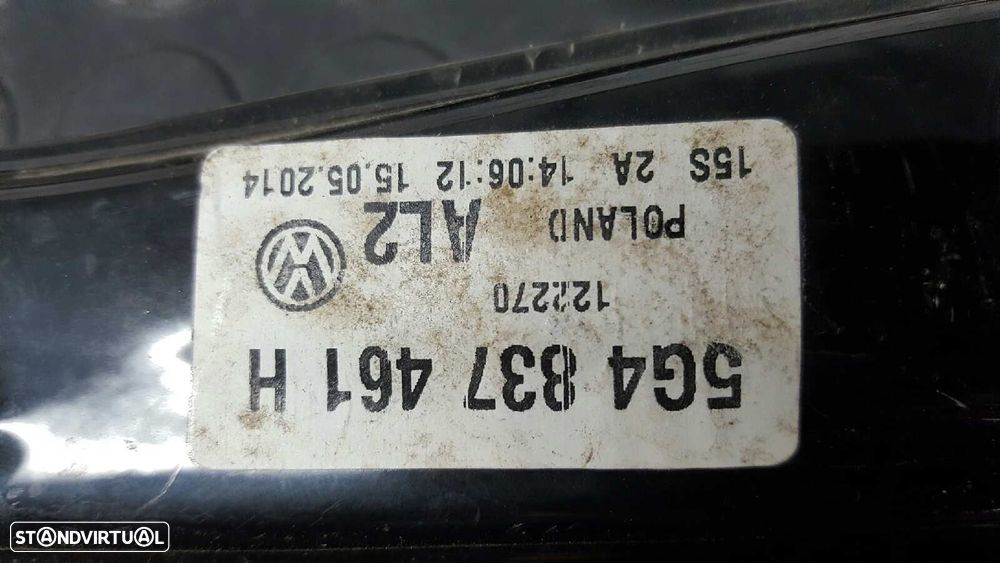 5G4 837 461 H
122270
POLAND AL2
15S 2A 14:06:12 15.05.2014
STANDVIRTUAL